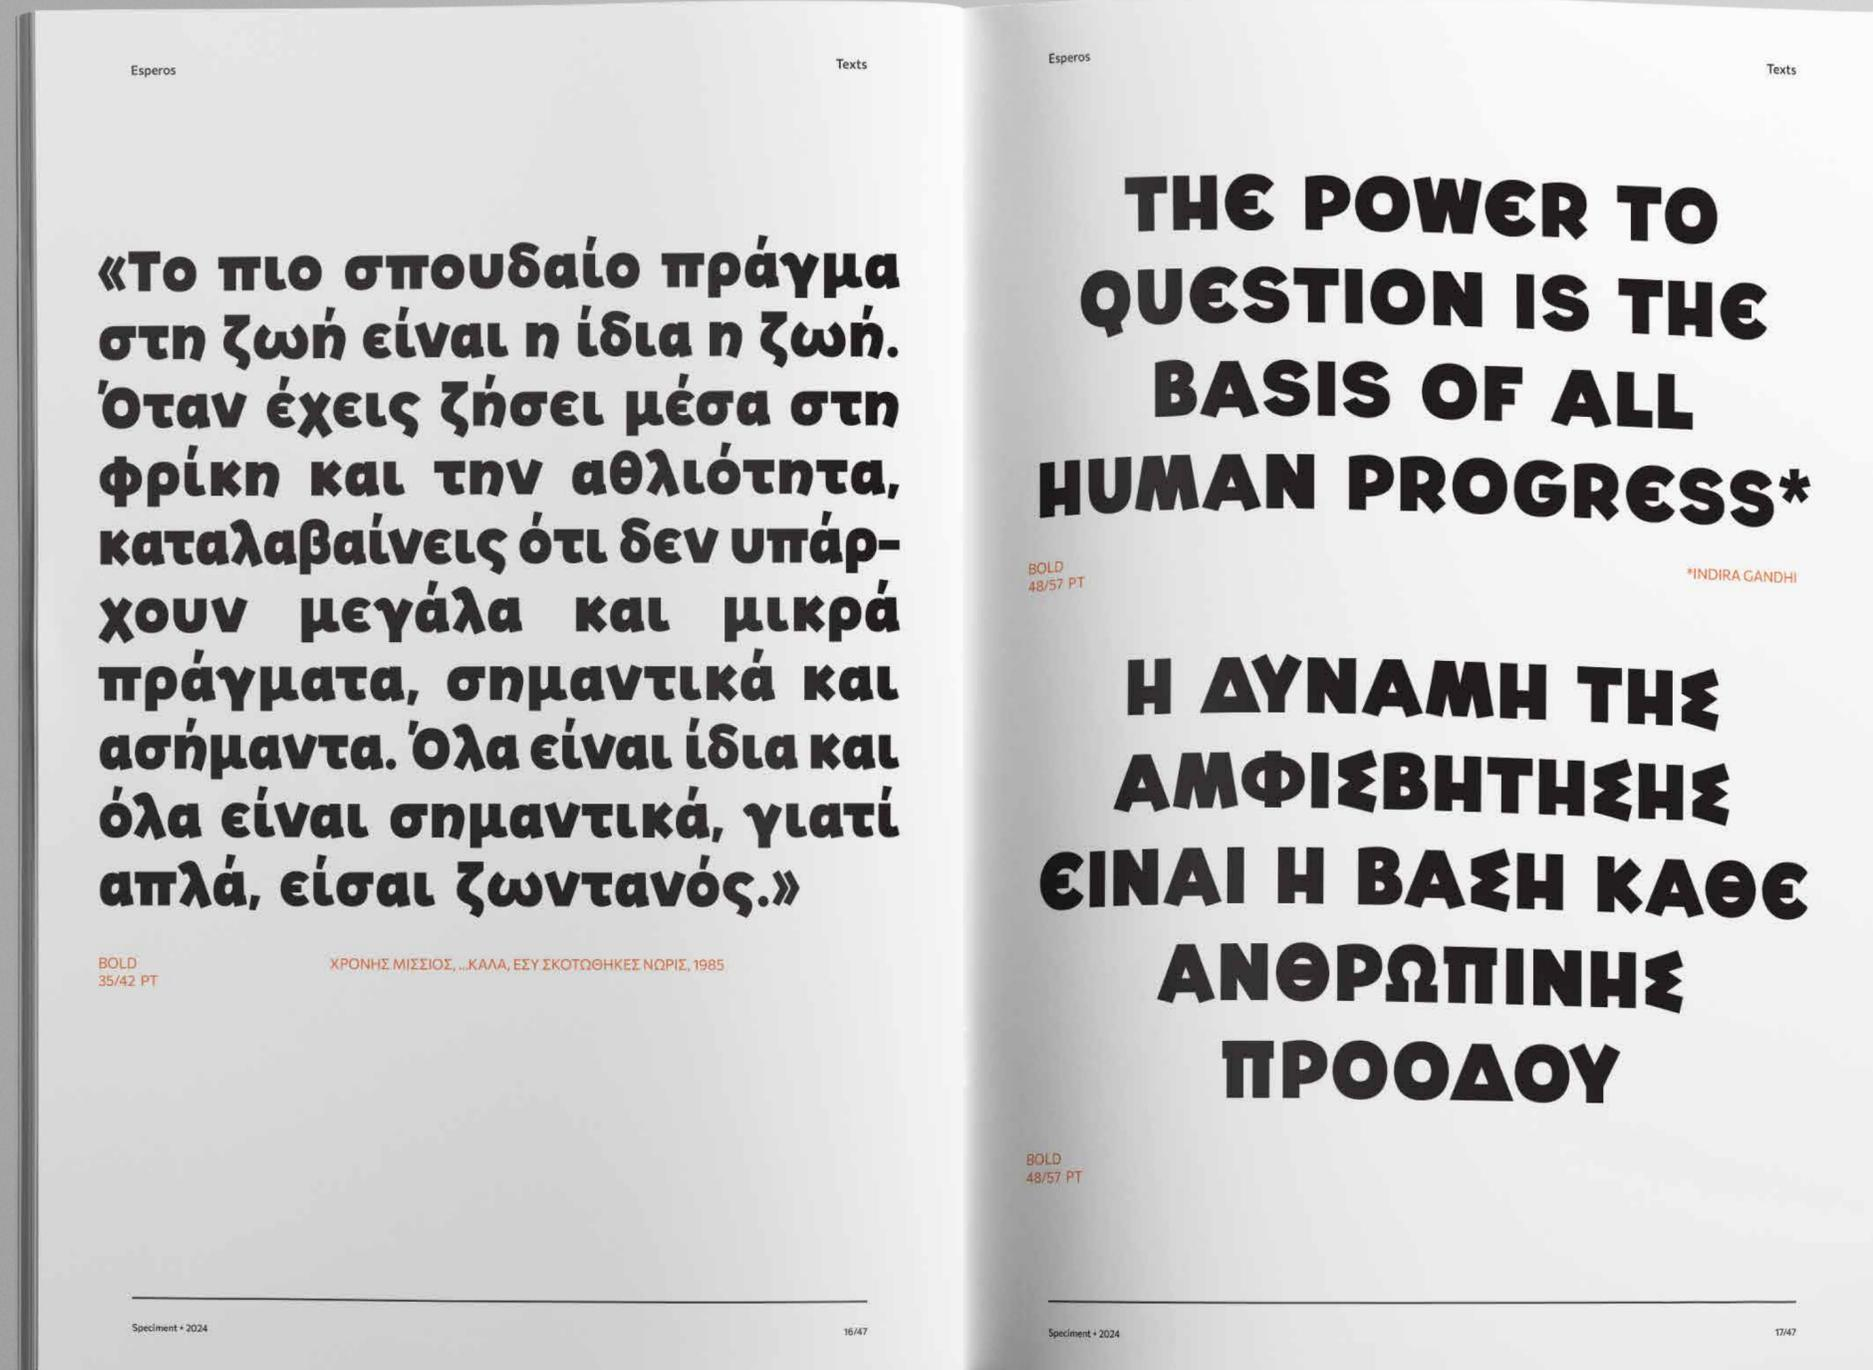 Esperos
Texts
«Το πιο σπουδαίο πράγμα
στη ζωή είναι η ίδια η ζωή.
Όταν έχεις ζήσει μέσα στη
φρίκη και την αθλιότητα,
καταλαβαίνεις ότι δεν υπάρ-
χουν μεγάλα και μικρά
πράγματα, σημαντικά και
ασήμαντα. Όλα είναι ίδια και
όλα είναι σημαντικά, γιατί
απλά, είσαι ζωντανός.»
BOLD
35/42 PT
ΧΡΟΝΗΣ ΜΙΣΣΙΟΣ, ...ΚΑΛΑ, ΕΣΥ ΣΚΟΤΩΘΗΚΕΣ ΝΩΡΙΣ, 1985
Speciment • 2024
16/47
Esperos
Texts
THE POWER TO
QUESTION IS THE
BASIS OF ALL
HUMAN PROGRESS*
BOLD
48/57 PT
*INDIRA GANDHI
Η ΔΥΝΑΜΗ ΤΗΣ
ΑΜΦΙΣΒΗΤΗΣΗΣ
ΕΙΝΑΙ Η ΒΑΣΗ ΚΑΘΕ
ΑΝΘΡΩΠΙΝΗΣ
ΠΡΟΟΔΟΥ
BOLD
48/57 PT
Speciment • 2024
17/47